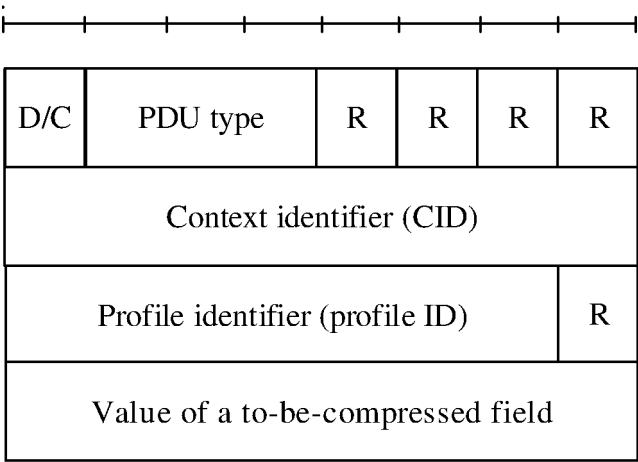 D/C PDU type R R R R
Context identifier (CID)
Profile identifier (profile ID) R
Value of a to-be-compressed field